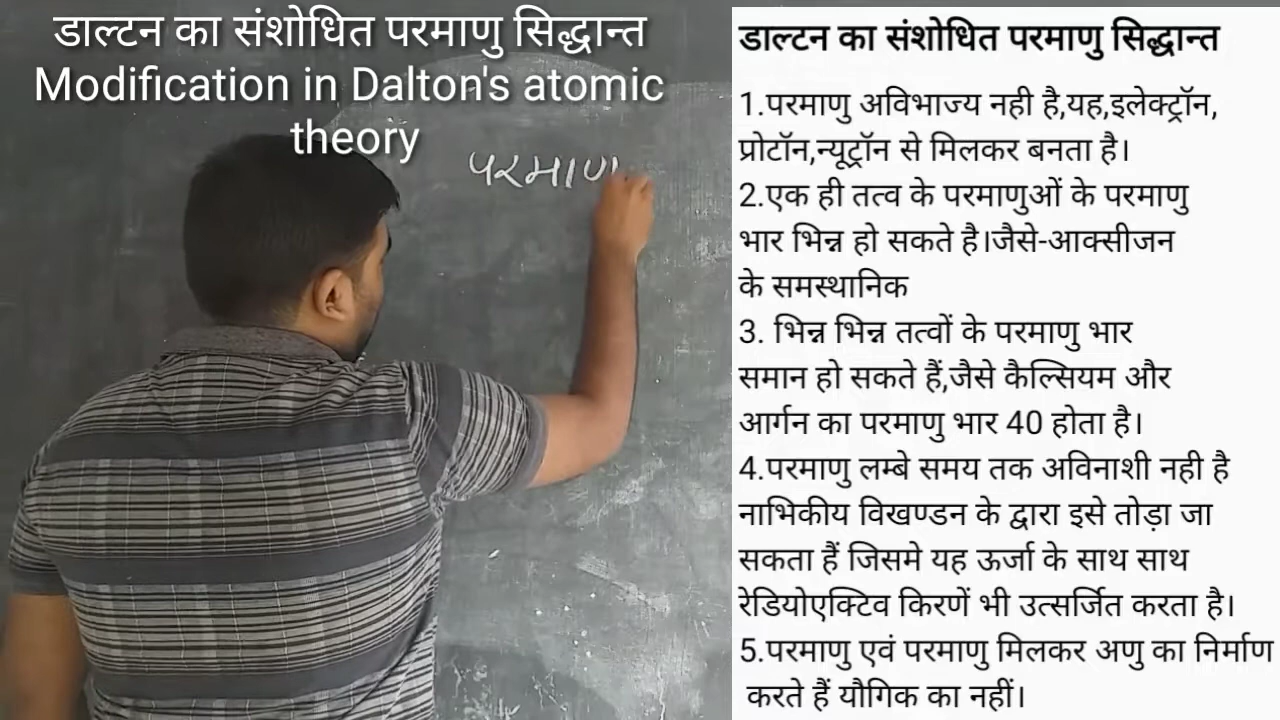 डाल्टन का संशोधित परमाणु सिद्धान्त
Modification in Dalton's atomic
theory
परमाण
डाल्टन का संशोधित परमाणु सिद्धान्त
1.परमाणु अविभाज्य नही है,यह,इलेक्ट्रॉन,
प्रोटॉन,न्यूट्रॉन से मिलकर बनता है।
2.एक ही तत्व के परमाणुओं के परमाणु
भार भिन्न हो सकते है।जैसे-आक्सीजन
के समस्थानिक
3. भिन्न भिन्न तत्वों के परमाणु भार
समान हो सकते हैं,जैसे कैल्सियम और
आर्गन का परमाणु भार 40 होता है।
4.परमाणु लम्बे समय तक अविनाशी नही है
नाभिकीय विखण्डन के द्वारा इसे तोड़ा जा
सकता हैं जिसमे यह ऊर्जा के साथ साथ
रेडियोएक्टिव किरणें भी उत्सर्जित करता है।
5.परमाणु एवं परमाणु मिलकर अणु का निर्माण
करते हैं यौगिक का नहीं।